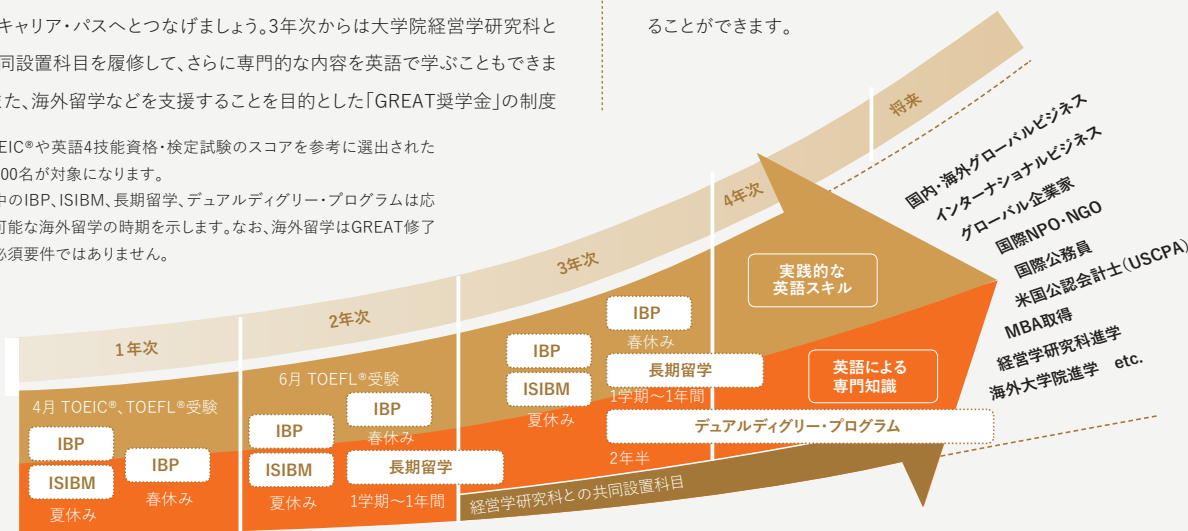 キャリア・パスへとつなげましょう。3年次からは大学院経営学研究科と
同設置科目を履修して、さらに専門的な内容を英語で学ぶこともできま
た、海外留学などを支援することを目的とした「GREAT奨学金」の制度
ることができます。
EIC®や英語4技能資格・検定試験のスコアを参考に選出された
00名が対象になります。
中のIBP、ISIBM、長期留学、デュアルディグリー・プログラムは応
可能な海外留学の時期を示します。なお、海外留学はGREAT修了
必須要件ではありません。
1年次
2年次
3年次
4年次
将来
4月 TOEIC®、TOEFL®受験
IBP
ISIBM
夏休み
IBP
春休み
6月 TOEFL®受験
IBP
ISIBM
夏休み
IBP
春休み
長期留学
1学期〜1年間
IBP
ISIBM
夏休み
IBP
春休み
長期留学
1学期〜1年間
デュアルディグリー・プログラム
2年半
経営学研究科との共同設置科目
実践的な
英語スキル
英語による
専門知識
国内・海外グローバルビジネス
インターナショナルビジネス
グローバル企業家
国際NPO・NGO
国際公務員
米国公認会計士(USCPA)
MBA取得
経営学研究科進学
海外大学院進学 etc.